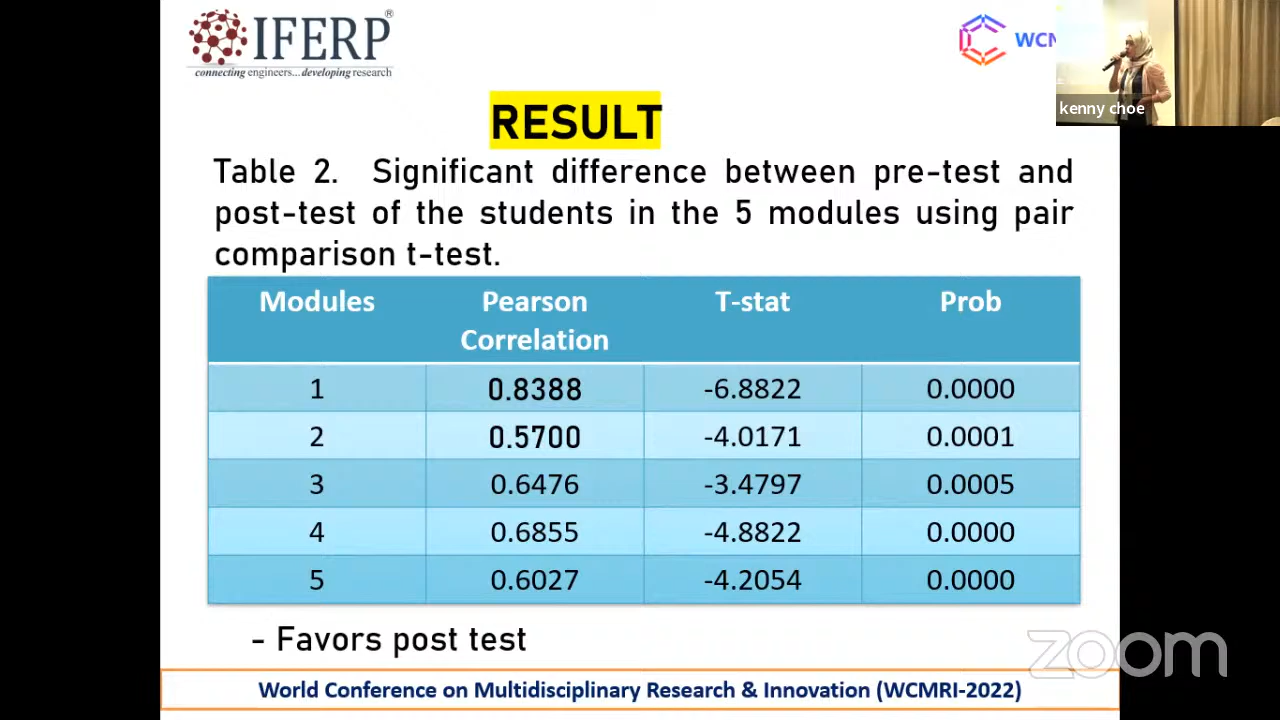 IFERP®
connecting engineers...developing research
WCM
kenny choe
RESULT
Table 2. Significant difference between pre-test and
post-test of the students in the 5 modules using pair
comparison t-test.
Modules Pearson Correlation T-stat Prob
1 0.8388 -6.8822 0.0000
2 0.5700 -4.0171 0.0001
3 0.6476 -3.4797 0.0005
4 0.6855 -4.8822 0.0000
5 0.6027 -4.2054 0.0000
- Favors post test
zoom
World Conference on Multidisciplinary Research & Innovation (WCMRI-2022)